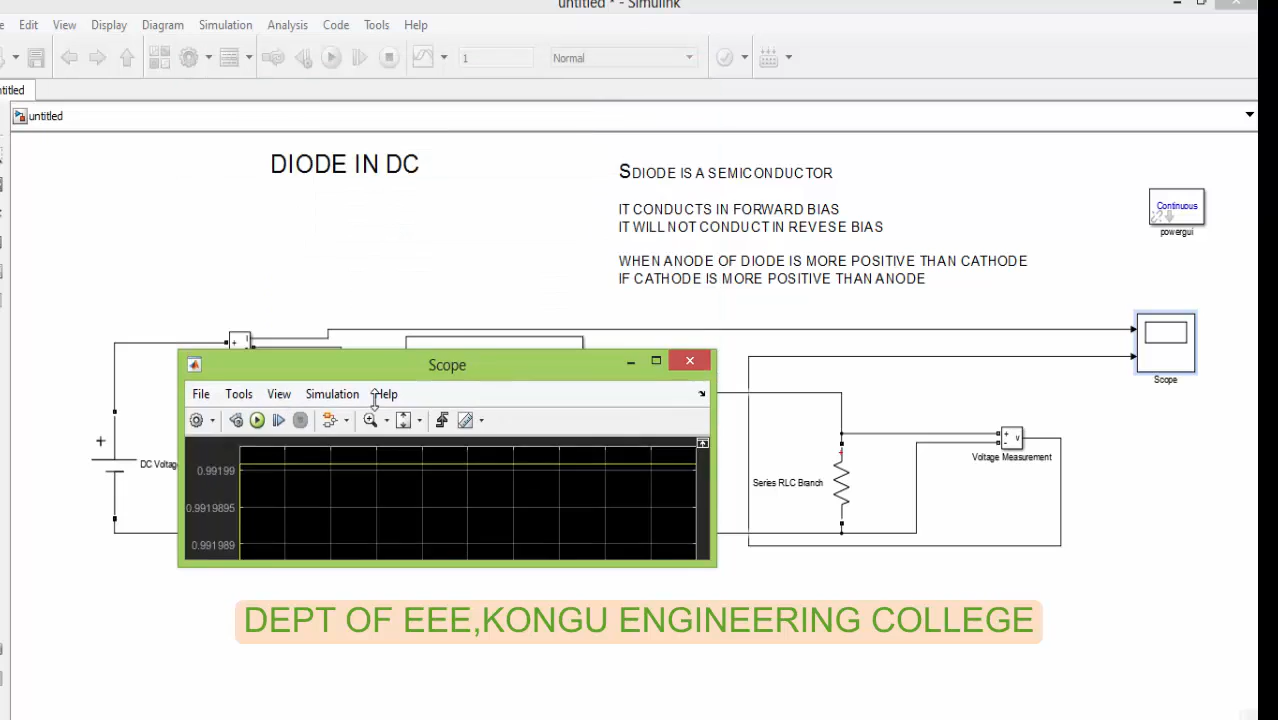 untitled * - Simulink
e Edit View Display Diagram Simulation Analysis Code Tools Help
1 Normal
ntitled
untitled
DIODE IN DC
SDIODE IS A SEMICONDUCTOR
IT CONDUCTS IN FORWARD BIAS
IT WILL NOT CONDUCT IN REVESE BIAS
WHEN ANODE OF DIODE IS MORE POSITIVE THAN CATHODE
IF CATHODE IS MORE POSITIVE THAN ANODE
Continuous
powergui
+ I
Scope
Scope
File Tools View Simulation Help
0.99199
0.9919895
0.991989
+
DC Voltag
Series RLC Branch
+
+ v
-
Voltage Measurement
DEPT OF EEE,KONGU ENGINEERING COLLEGE